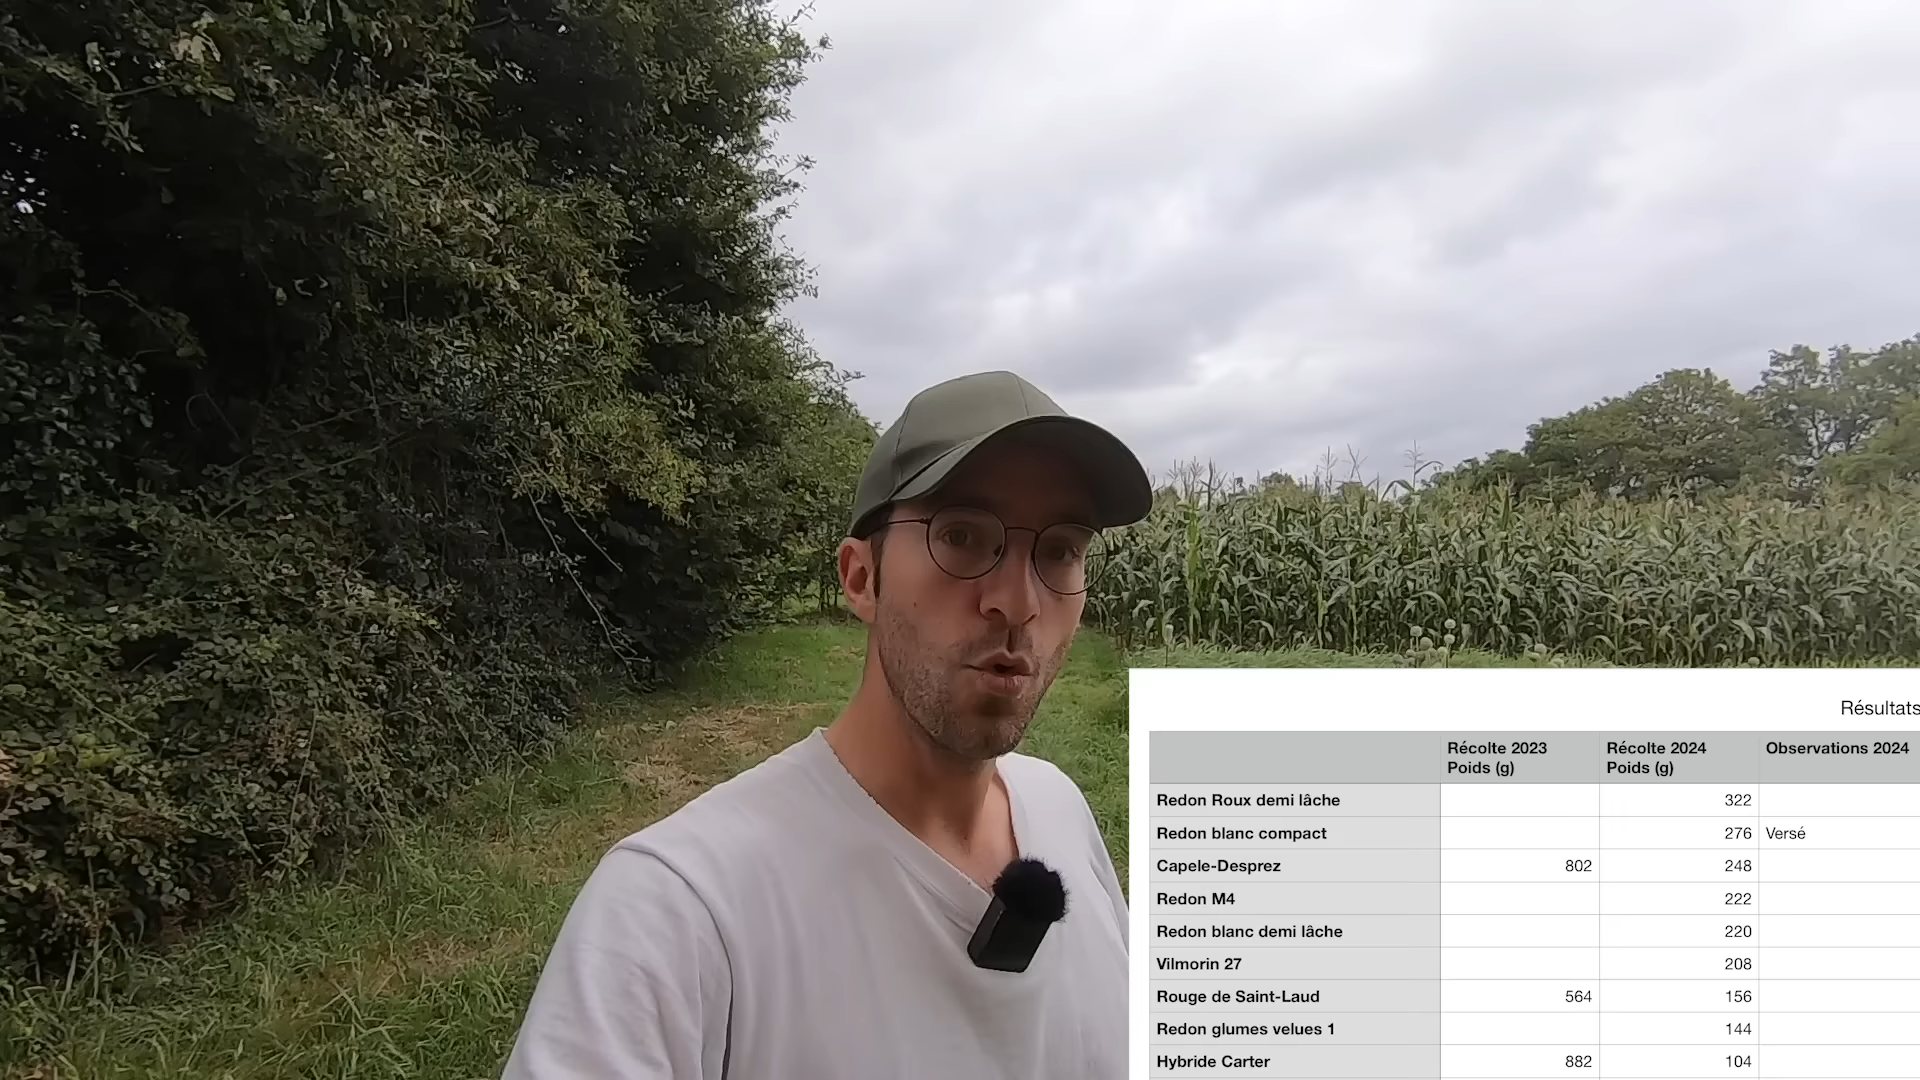 Résultats
Récolte 2023 Poids (g) Récolte 2024 Poids (g) Observations 2024
Redon Roux demi lâche 322
Redon blanc compact 276 Versé
Capele-Desprez 802 248
Redon M4 222
Redon blanc demi lâche 220
Vilmorin 27 208
Rouge de Saint-Laud 564 156
Redon glumes velues 1 144
Hybride Carter 882 104